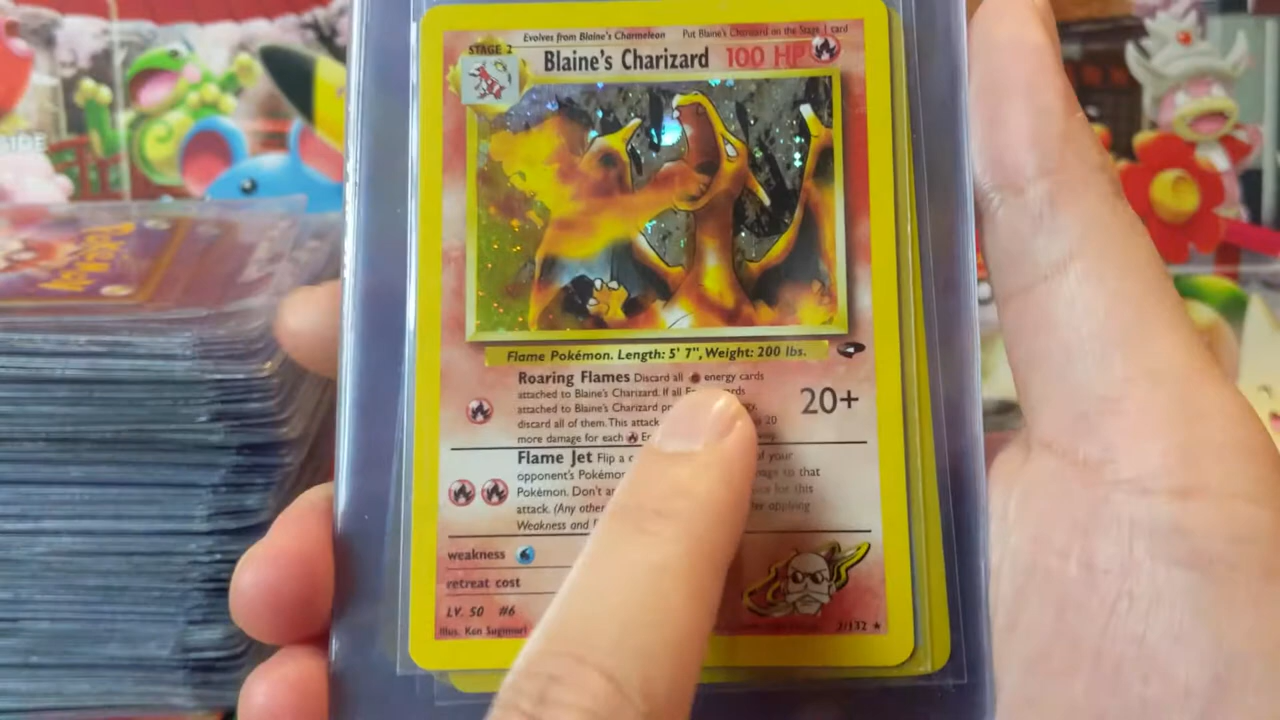 Evolves from Blaine's Charmeleon Put Blaine's Charizard on the Stage 1 card
STAGE 2
Blaine's Charizard 100 HP
Flame Pokémon. Length: 5' 7", Weight: 200 lbs.
Roaring Flames Discard all energy cards
attached to Blaine's Charizard. If all
attached to Blaine's Charizard
discard all of them. This attack 20
more damage for each
20+
Flame Jet Flip a of your
opponent's Pokémon to that
Pokémon. Don't for this
attack. (Any other applying
Weakness and
weakness
retreat cost
LV. 50 #6
Illus. Ken Sugimori 2/132 ★